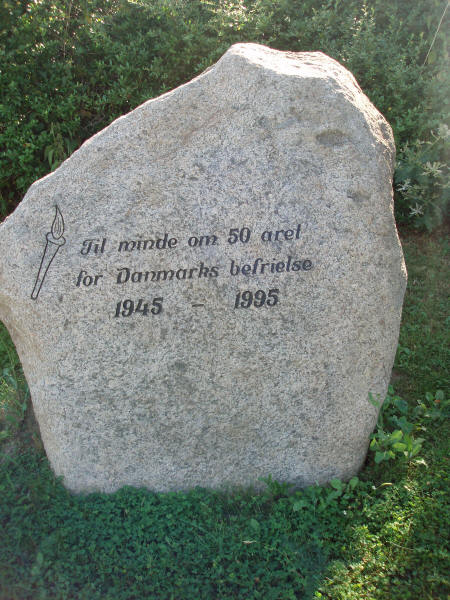 Til minde om 50 aret
for Danmarks befrielse
1945 - 1995